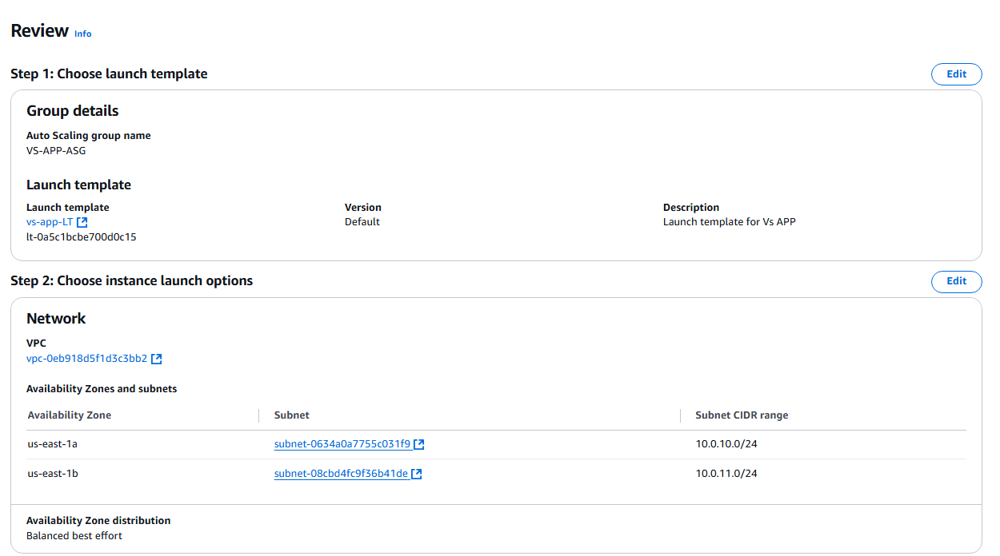 Review Info
Step 1: Choose launch template
Edit
Group details
Auto Scaling group name
VS-APP-ASG
Launch template
Launch template Version Description
vs-app-LT Default Launch template for Vs APP
lt-0a5c1bcbe700d0c15
Step 2: Choose instance launch options
Edit
Network
VPC
vpc-0eb918d5f1d3c3bb2
Availability Zones and subnets
Availability Zone Subnet Subnet CIDR range
us-east-1a subnet-0634a0a7755c031f9 10.0.10.0/24
us-east-1b subnet-08cbd4fc9f36b41de 10.0.11.0/24
Availability Zone distribution
Balanced best effort